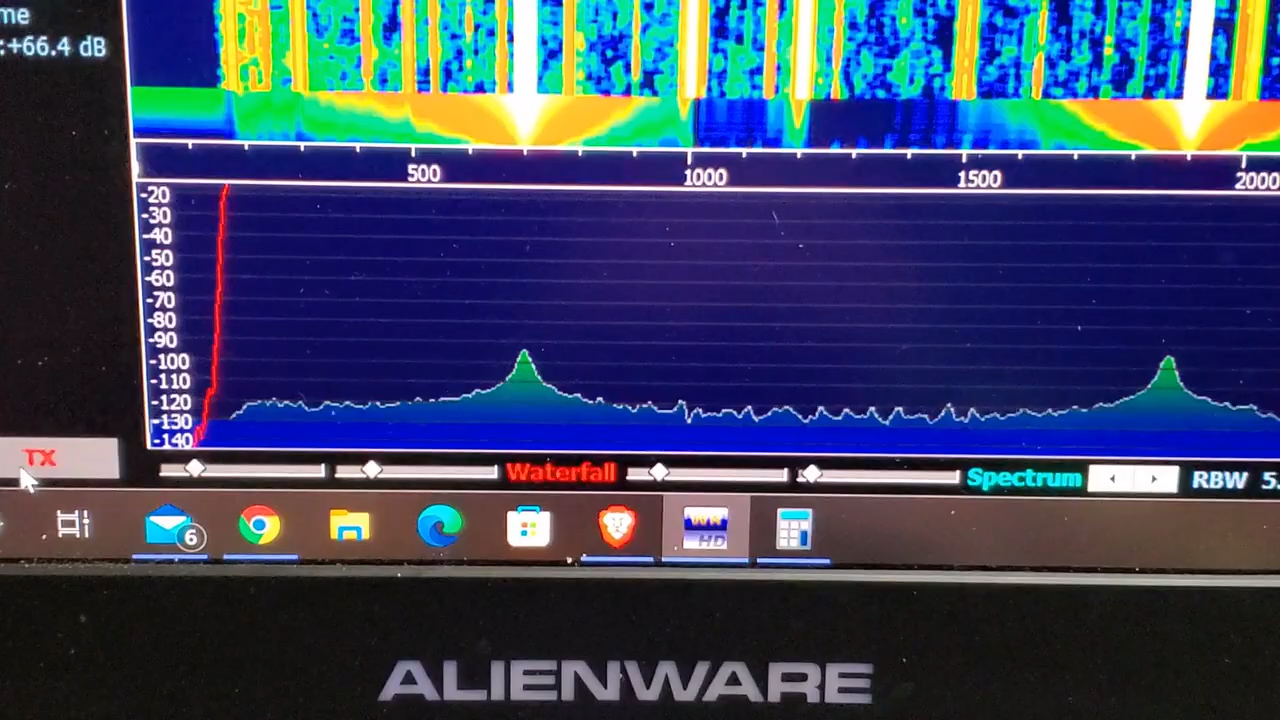 me
:+66.4 dB
500 1000 1500 2000
-20
-30
-40
-50
-60
-70
-80
-90
-100
-110
-120
-130
-140
TX
Waterfall Spectrum RBW 5.
6
HD
ALIENWARE